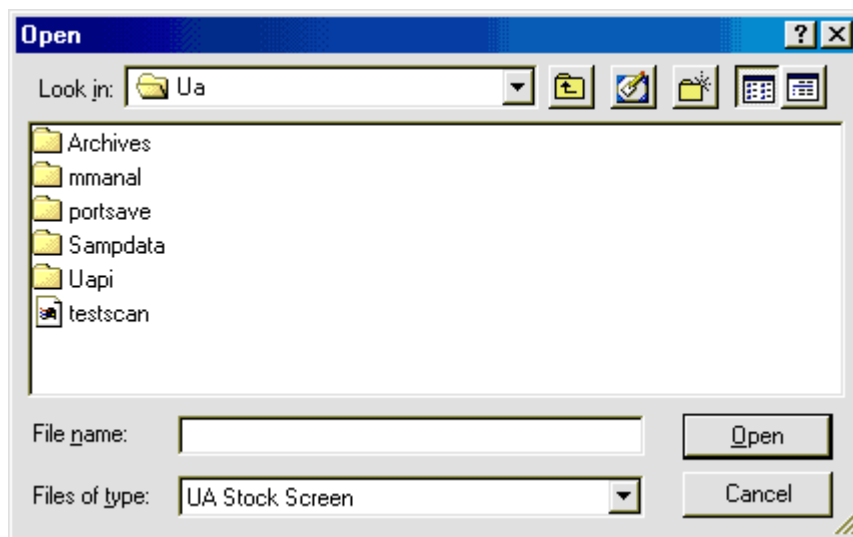 Open
Look in: Ua
Archives
mmanal
portsave
Sampdata
Uapi
testscan
File name: Open
Files of type: UA Stock Screen Cancel